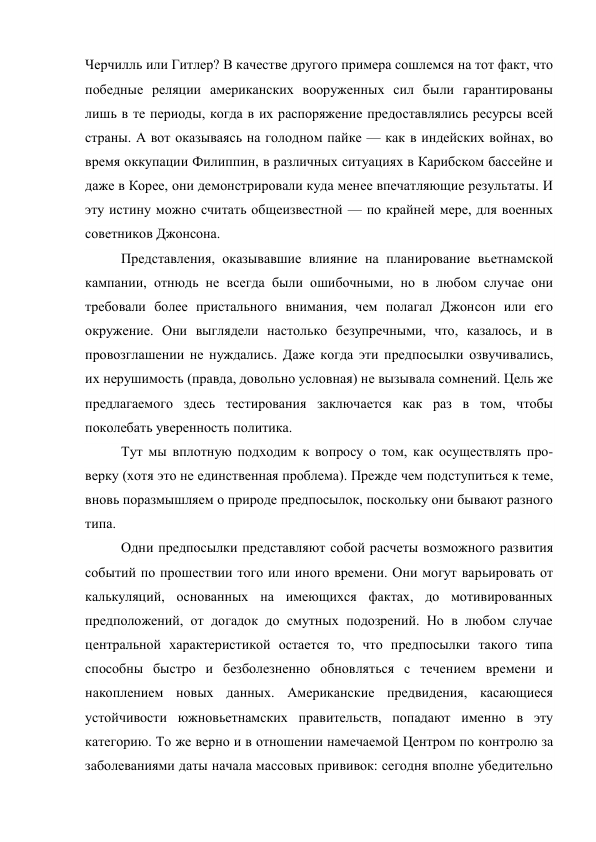 Черчилль или Гитлер? В качестве другого примера сошлемся на тот факт, что
победные реляции американских вооруженных сил были гарантированы
лишь в те периоды, когда в их распоряжение предоставлялись ресурсы всей
страны. А вот оказываясь на голодном пайке — как в индейских войнах, во
время оккупации Филиппин, в различных ситуациях в Карибском бассейне и
даже в Корее, они демонстрировали куда менее впечатляющие результаты. И
эту истину можно считать общеизвестной — по крайней мере, для военных
советников Джонсона.
Представления, оказывавшие влияние на планирование вьетнамской
кампании, отнюдь не всегда были ошибочными, но в любом случае они
требовали более пристального внимания, чем полагал Джонсон или его
окружение. Они выглядели настолько безупречными, что, казалось, и в
провозглашении не нуждались. Даже когда эти предпосылки озвучивались,
их нерушимость (правда, довольно условная) не вызывала сомнений. Цель же
предлагаемого здесь тестирования заключается как раз в том, чтобы
поколебать уверенность политика.
Тут мы вплотную подходим к вопросу о том, как осуществлять про-
верку (хотя это не единственная проблема). Прежде чем подступиться к теме,
вновь поразмышляем о природе предпосылок, поскольку они бывают разного
типа.
Одни предпосылки представляют собой расчеты возможного развития
событий по прошествии того или иного времени. Они могут варьировать от
калькуляций, основанных на имеющихся фактах, до мотивированных
предположений, от догадок до смутных подозрений. Но в любом случае
центральной характеристикой остается то, что предпосылки такого типа
способны быстро и безболезненно обновляться с течением времени и
накоплением новых данных. Американские предвидения, касающиеся
устойчивости южновьетнамских правительств, попадают именно в эту
категорию. То же верно и в отношении намечаемой Центром по контролю за
заболеваниями даты начала массовых прививок: сегодня вполне убедительно